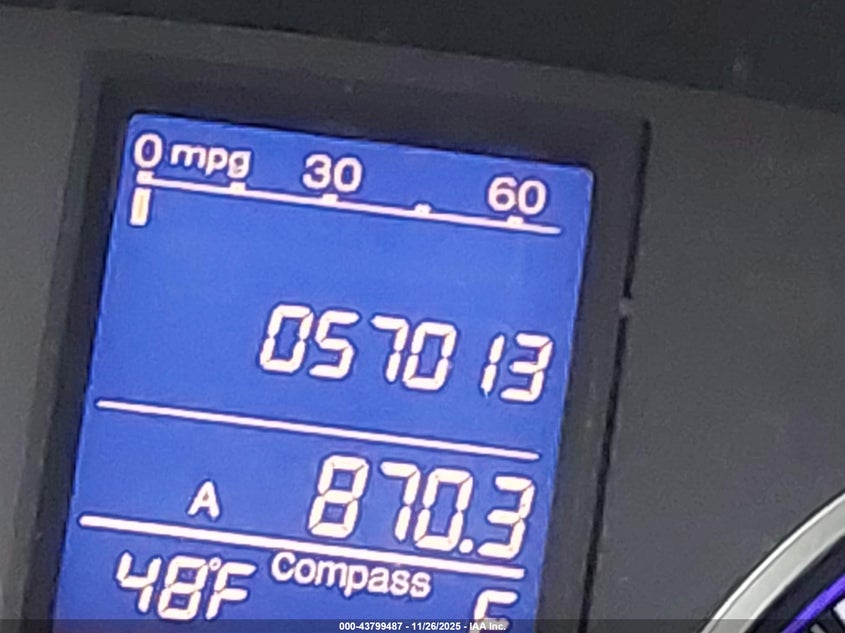 0 mpg 30 60
057013
A 870.3
48°F Compass E
000-43799487 - 11/26/2025 - IAA Inc.